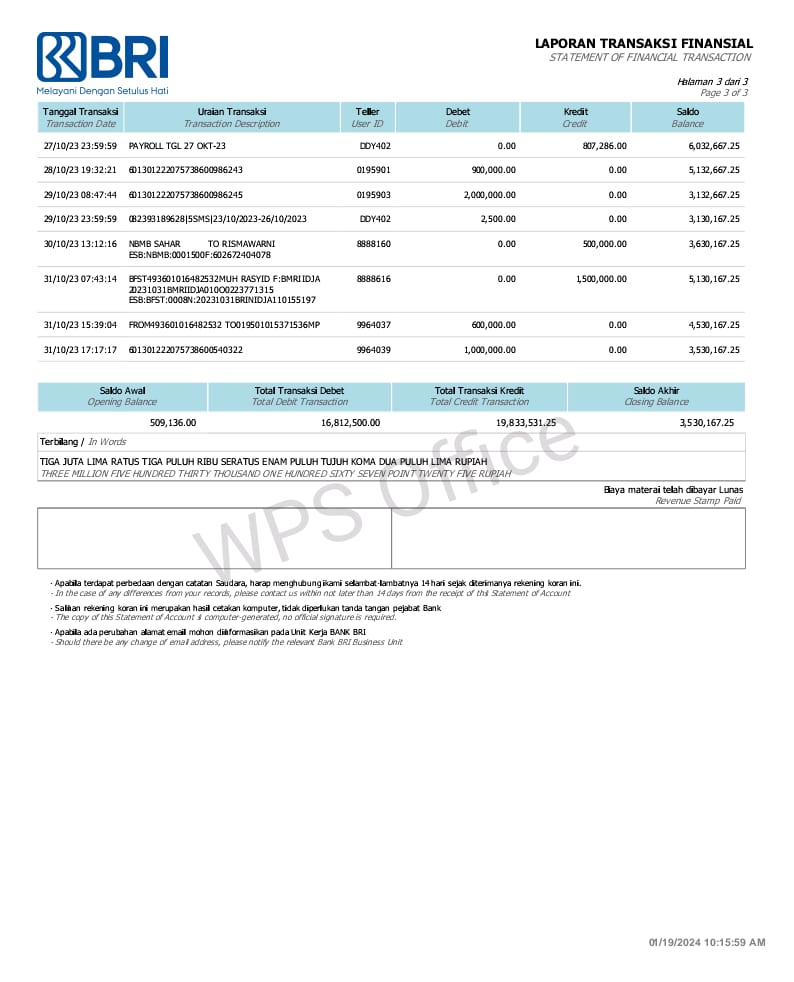 BRI
Melayani Dengan Setulus Hati
LAPORAN TRANSAKSI FINANSIAL
STATEMENT OF FINANCIAL TRANSACTION
Halaman 3 dari 3
Page 3 of 3
Tanggal Transaksi Uraian Transaksi Teller Debet Kredit Saldo
Transaction Date Transaction Description User ID Debit Credit Balance
27/10/23 23:59:59 PAYROLL TGL 27 OKT-23 DDY402 0.00 807,286.00 6,032,667.25
28/10/23 19:32:21 601301222075738600986243 0195901 900,000.00 0.00 5,132,667.25
29/10/23 08:47:44 601301222075738600986245 0195903 2,000,000.00 0.00 3,132,667.25
29/10/23 23:59:59 082393189628|5SMS|23/10/2023-26/10/2023 DDY402 2,500.00 0.00 3,130,167.25
30/10/23 13:12:16 NBMB SAHAR TO RISMAWARNI 8888160 0.00 500,000.00 3,630,167.25
ESB:NBMB:0001500F:602672404078
31/10/23 07:43:14 BFST493601016482532MUH RASYID F:BMRIIDJA 8888616 0.00 1,500,000.00 5,130,167.25
20231031BMRIIDJA010O0223771315
ESB:BFST:0008N:20231031BRINIDJA110155197
31/10/23 15:39:04 FROM493601016482532 TO019501015371536MP 9964037 600,000.00 0.00 4,530,167.25
31/10/23 17:17:17 601301222075738600540322 9964039 1,000,000.00 0.00 3,530,167.25
Saldo Awal Total Transaksi Debet Total Transaksi Kredit Saldo Akhir
Opening Balance Total Debit Transaction Total Credit Transaction Closing Balance
509,136.00 16,812,500.00 19,833,531.25 3,530,167.25
Terbilang / In Words
TIGA JUTA LIMA RATUS TIGA PULUH RIBU SERATUS ENAM PULUH TUJUH KOMA DUA PULUH LIMA RUPIAH
THREE MILLION FIVE HUNDRED THIRTY THOUSAND ONE HUNDRED SIXTY SEVEN POINT TWENTY FIVE RUPIAH
WPS Office
Biaya materai telah dibayar Lunas
Revenue Stamp Paid
- Apabila terdapat perbedaan dengan catatan Saudara, harap menghubungi kami selambat-lambatnya 14 hari sejak diterimanya rekening koran ini.
- In the case of any differences from your records, please contact us within not later than 14 days from the receipt of this Statement of Account
- Salinan rekening koran ini merupakan hasil cetakan komputer, tidak diperlukan tanda tangan pejabat Bank
- The copy of this Statement of Account is computer-generated, no official signature is required.
- Apabila ada perubahan alamat email mohon diinformasikan pada Unit Kerja BANK BRI
- Should there be any change of email address, please notify the relevant Bank BRI Business Unit
01/19/2024 10:15:59 AM